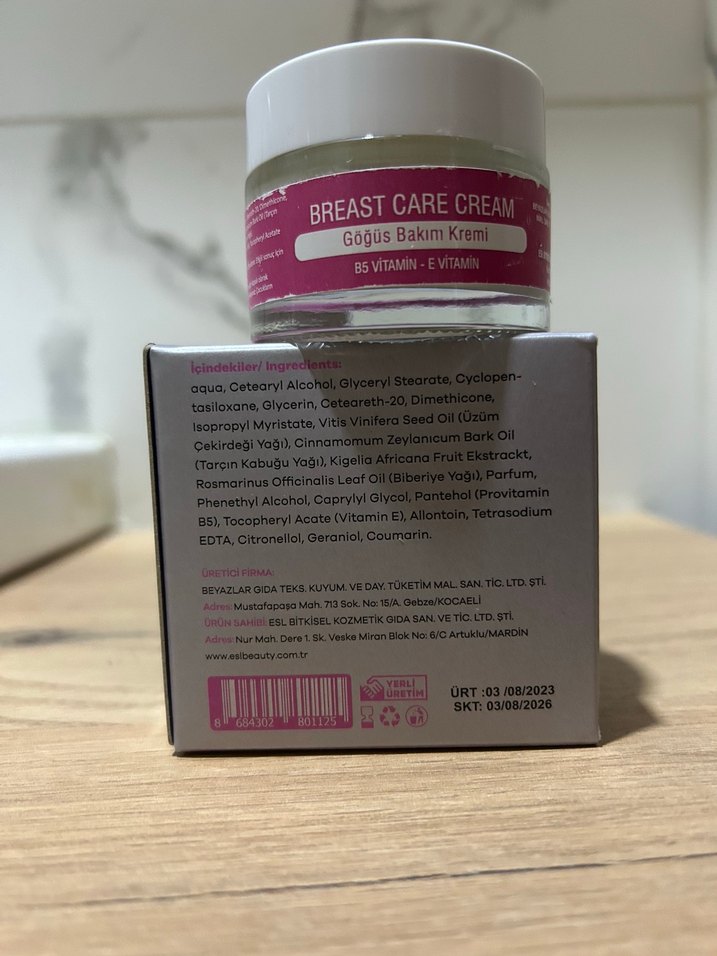 BREAST CARE CREAM
Göğüs Bakım Kremi
B5 VİTAMİN - E VİTAMİN
İçindekiler/ Ingredients:
aqua, Cetearyl Alcohol, Glyceryl Stearate, Cyclopen-
tasiloxane, Glycerin, Ceteareth-20, Dimethicone,
Isopropyl Myristate, Vitis Vinifera Seed Oil (Üzüm
Çekirdeği Yağı), Cinnamomum Zeylanıcum Bark Oil
(Tarçın Kabuğu Yağı), Kigelia Africana Fruit Ekstrackt,
Rosmarinus Officinalis Leaf Oil (Biberiye Yağı), Parfum,
Phenethyl Alcohol, Caprylyl Glycol, Pantehol (Provitamin
B5), Tocopheryl Acate (Vitamin E), Allontoin, Tetrasodium
EDTA, Citronellol, Geraniol, Coumarin.
ÜRETİCİ FİRMA:
BEYAZLAR GIDA TEKS. KUYUM. VE DAY. TÜKETİM MAL. SAN. TİC. LTD. ŞTİ.
Adres: Mustafapaşa Mah. 713 Sok. No: 15/A. Gebze/KOCAELİ
ÜRÜN SAHİBİ: ESL BİTKİSEL KOZMETİK GIDA SAN. VE TİC. LTD. ŞTİ.
Adres: Nur Mah. Dere 1. Sk. Veske Miran Blok No: 6/C Artuklu/MARDİN
www.eslbeauty.com.tr
YERLİ
ÜRETİM
8 684302 801125
ÜRT :03 /08/2023
SKT: 03/08/2026